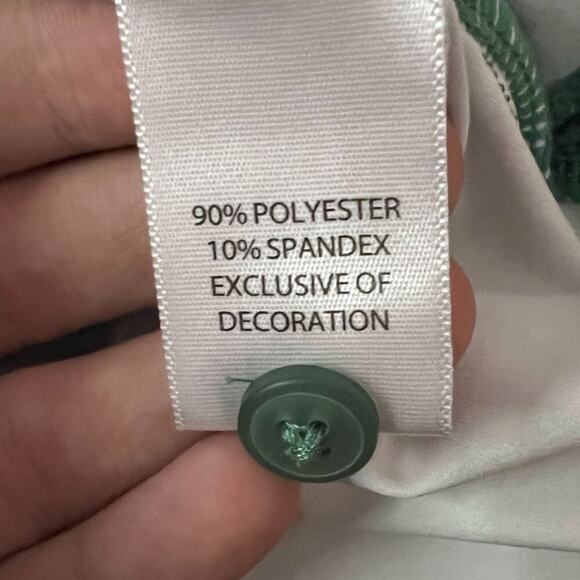 90% POLYESTER
10% SPANDEX
EXCLUSIVE OF
DECORATION